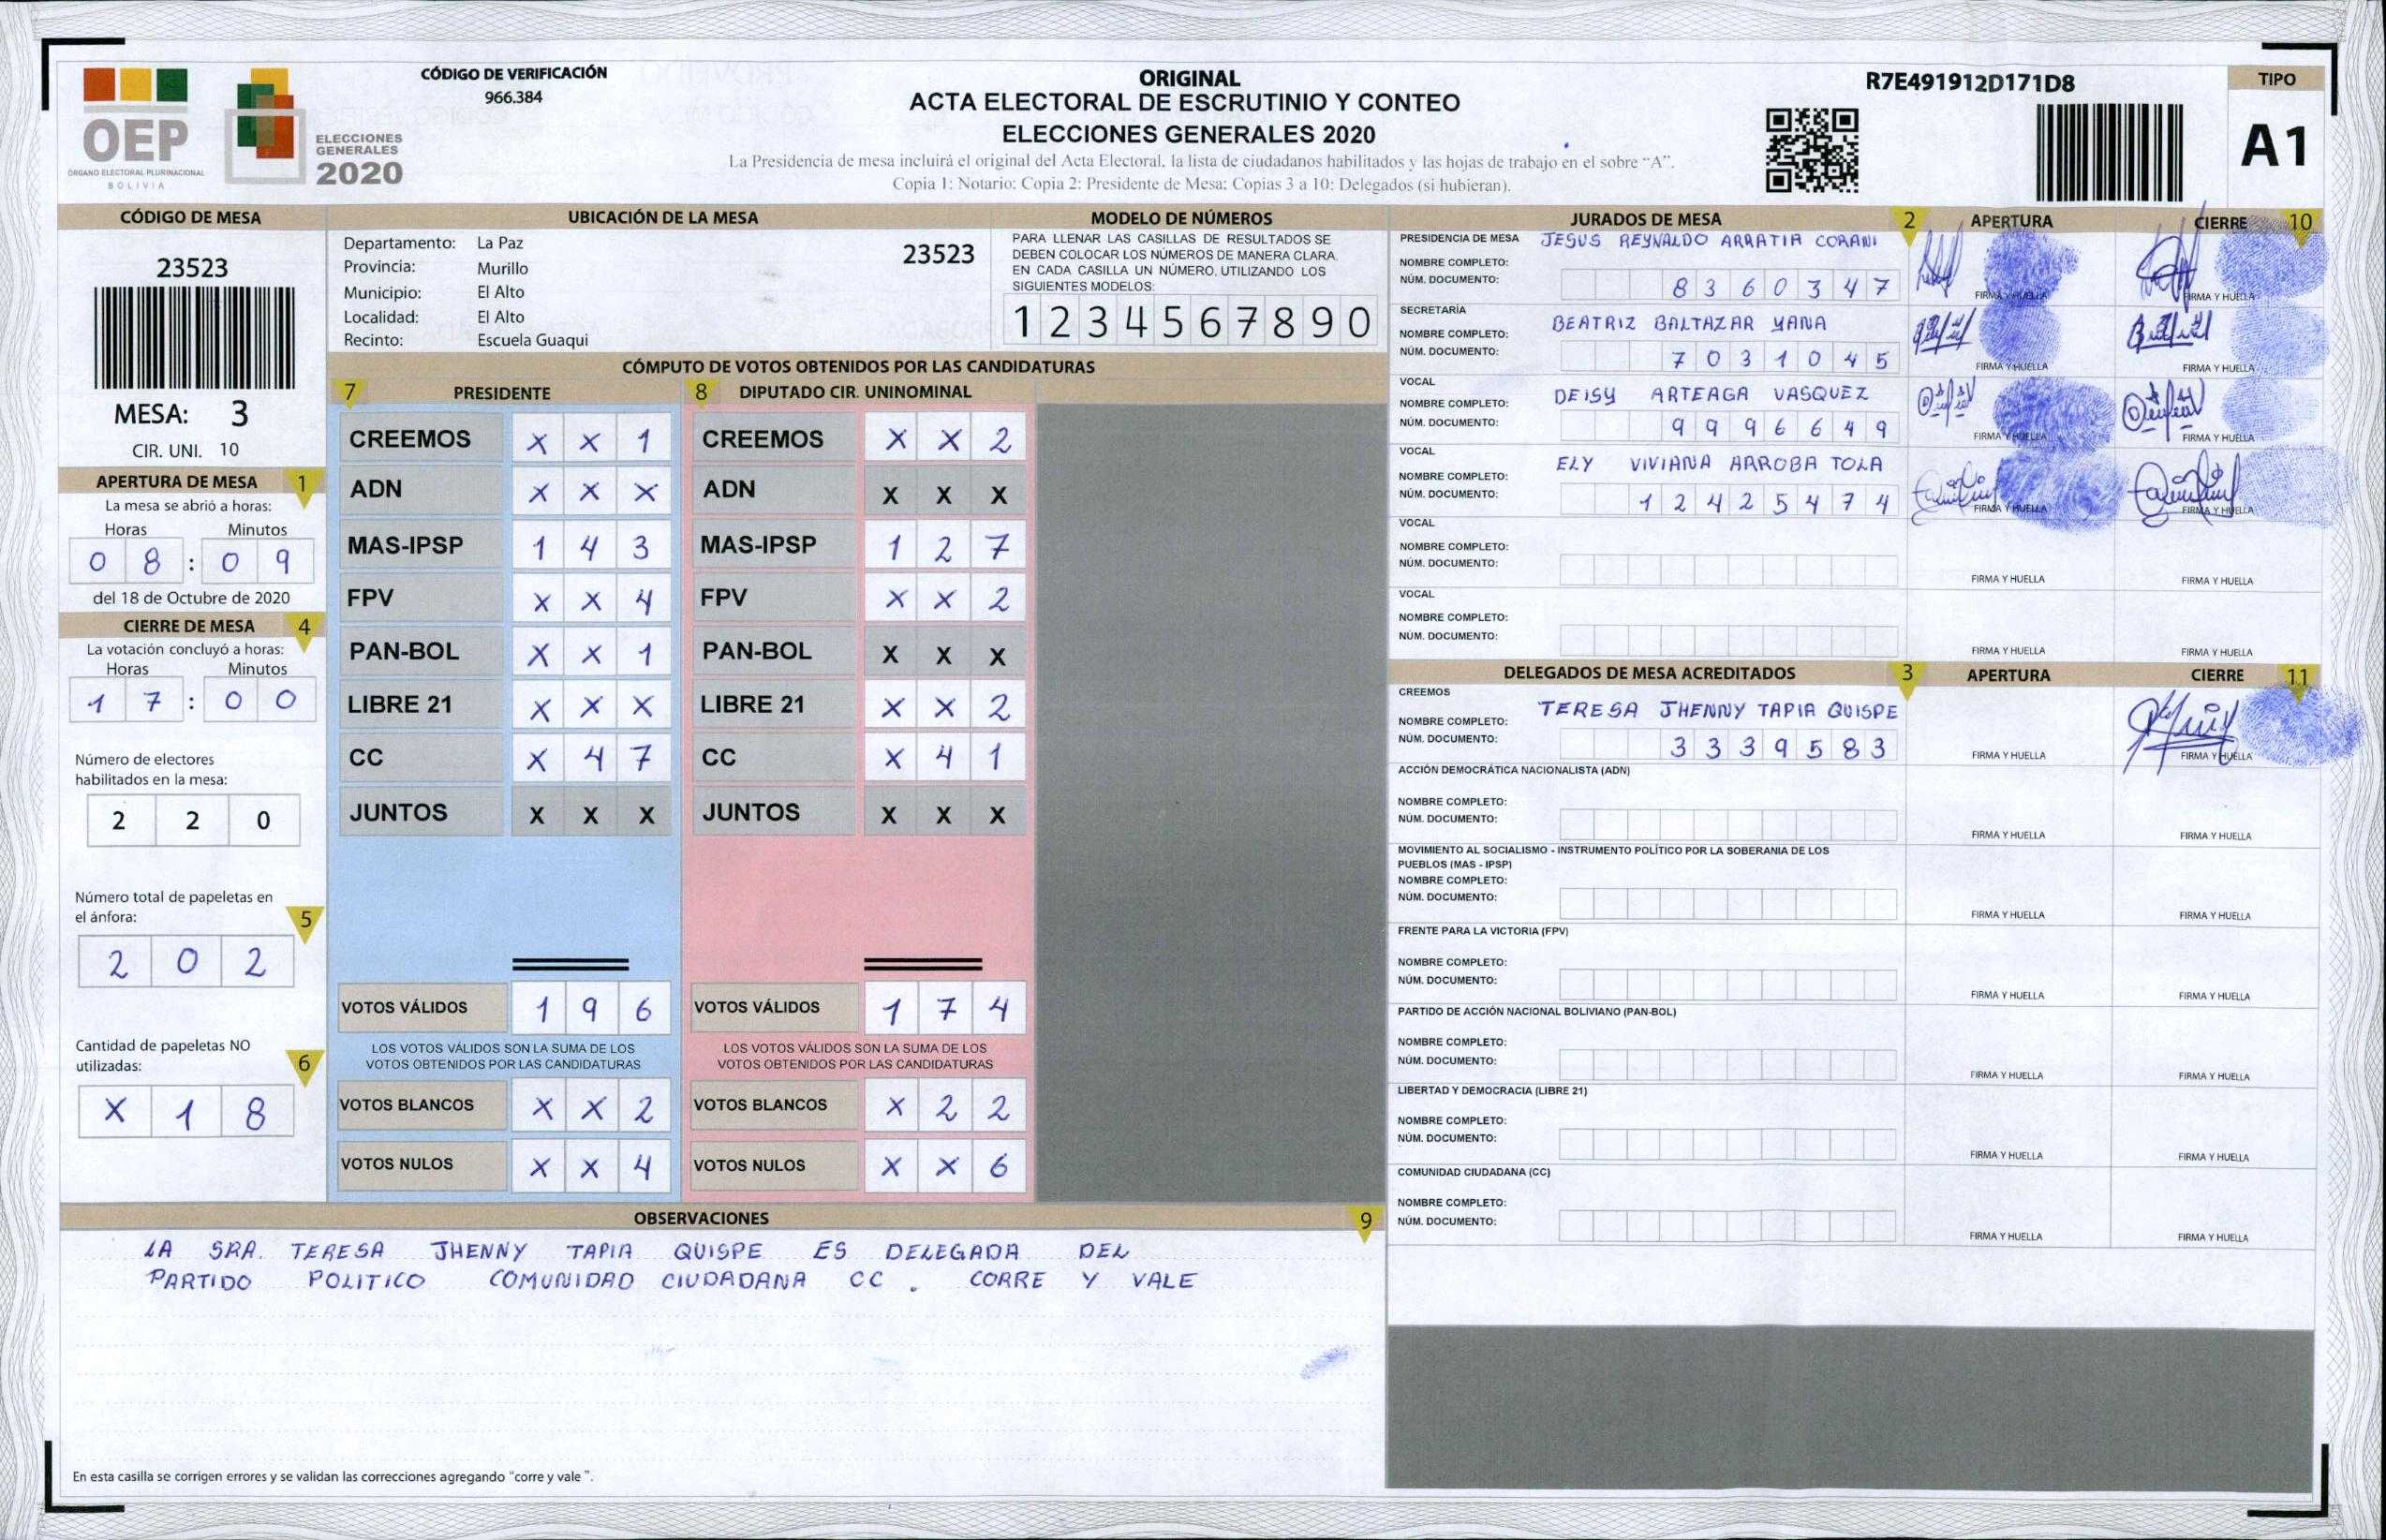 CÓDIGO DE VERIFICACIÓN
966.384
OEP
ÓRGANO ELECTORAL PLURINACIONAL
BOLIVIA
ELECCIONES
GENERALES
2020
ORIGINAL
ACTA ELECTORAL DE ESCRUTINIO Y CONTEO
ELECCIONES GENERALES 2020
La Presidencia de mesa incluirá el original del Acta Electoral, la lista de ciudadanos habilitados y las hojas de trabajo en el sobre “A”.
Copia 1: Notario: Copia 2: Presidente de Mesa: Copias 3 a 10: Delegados (si hubieran).
R7E491912D171D8
TIPO
A1
CÓDIGO DE MESA
23523
MESA: 3
CIR. UNI. 10
APERTURA DE MESA 1
La mesa se abrió a horas:
Horas Minutos
0 8 : 0 9
del 18 de Octubre de 2020
CIERRE DE MESA 4
La votación concluyó a horas:
Horas Minutos
1 7 : 0 0
Número de electores
habilitados en la mesa:
2 2 0
Número total de papeletas en
el ánfora: 5
2 0 2
Cantidad de papeletas NO
utilizadas: 6
X 1 8
UBICACIÓN DE LA MESA
Departamento: La Paz
Provincia: Murillo
Municipio: El Alto
Localidad: El Alto
Recinto: Escuela Guaqui
23523
MODELO DE NÚMEROS
PARA LLENAR LAS CASILLAS DE RESULTADOS SE
DEBEN COLOCAR LOS NÚMEROS DE MANERA CLARA.
EN CADA CASILLA UN NÚMERO, UTILIZANDO LOS
SIGUIENTES MODELOS:
1 2 3 4 5 6 7 8 9 0
CÓMPUTO DE VOTOS OBTENIDOS POR LAS CANDIDATURAS
7 PRESIDENTE
CREEMOS X X 1
ADN X X X
MAS-IPSP 1 4 3
FPV X X 4
PAN-BOL X X 1
LIBRE 21 X X X
CC X 4 7
JUNTOS X X X
VOTOS VÁLIDOS 1 9 6
LOS VOTOS VÁLIDOS SON LA SUMA DE LOS
VOTOS OBTENIDOS POR LAS CANDIDATURAS
VOTOS BLANCOS X X 2
VOTOS NULOS X X 4
8 DIPUTADO CIR. UNINOMINAL
CREEMOS X X 2
ADN X X X
MAS-IPSP 1 2 7
FPV X X 2
PAN-BOL X X X
LIBRE 21 X X 2
CC X 4 1
JUNTOS X X X
VOTOS VÁLIDOS 1 7 4
LOS VOTOS VÁLIDOS SON LA SUMA DE LOS
VOTOS OBTENIDOS POR LAS CANDIDATURAS
VOTOS BLANCOS X 2 2
VOTOS NULOS X X 6
OBSERVACIONES 9
LA SRA. TERESA JHENNY TAPIA QUISPE ES DELEGADA DEL
PARTIDO POLITICO COMUNIDAD CIUDADANA CC . CORRE Y VALE
En esta casilla se corrigen errores y se validan las correcciones agregando "corre y vale ".
JURADOS DE MESA 2 APERTURA CIERRE 10
PRESIDENCIA DE MESA JESUS REYNALDO ARRATIA CORANI
NOMBRE COMPLETO:
NÚM. DOCUMENTO: 8 3 6 0 3 4 7
FIRMA Y HUELLA FIRMA Y HUELLA
SECRETARÍA
NOMBRE COMPLETO: BEATRIZ BALTAZAR YANA
NÚM. DOCUMENTO: 7 0 3 1 0 4 5
FIRMA Y HUELLA FIRMA Y HUELLA
VOCAL
NOMBRE COMPLETO: DEISY ARTEAGA VASQUEZ
NÚM. DOCUMENTO: 9 9 9 6 6 4 9
FIRMA Y HUELLA FIRMA Y HUELLA
VOCAL
NOMBRE COMPLETO: ELY VIVIANA ARROBA TOLA
NÚM. DOCUMENTO: 1 2 4 2 5 4 7 4
FIRMA Y HUELLA FIRMA Y HUELLA
VOCAL
NOMBRE COMPLETO:
NÚM. DOCUMENTO:
FIRMA Y HUELLA FIRMA Y HUELLA
VOCAL
NOMBRE COMPLETO:
NÚM. DOCUMENTO:
FIRMA Y HUELLA FIRMA Y HUELLA
DELEGADOS DE MESA ACREDITADOS 3 APERTURA CIERRE 11
CREEMOS
NOMBRE COMPLETO: TERESA JHENNY TAPIA QUISPE
NÚM. DOCUMENTO: 3 3 3 9 5 8 3
FIRMA Y HUELLA FIRMA Y HUELLA
ACCIÓN DEMOCRÁTICA NACIONALISTA (ADN)
NOMBRE COMPLETO:
NÚM. DOCUMENTO:
FIRMA Y HUELLA FIRMA Y HUELLA
MOVIMIENTO AL SOCIALISMO - INSTRUMENTO POLÍTICO POR LA SOBERANIA DE LOS
PUEBLOS (MAS - IPSP)
NOMBRE COMPLETO:
NÚM. DOCUMENTO:
FIRMA Y HUELLA FIRMA Y HUELLA
FRENTE PARA LA VICTORIA (FPV)
NOMBRE COMPLETO:
NÚM. DOCUMENTO:
FIRMA Y HUELLA FIRMA Y HUELLA
PARTIDO DE ACCIÓN NACIONAL BOLIVIANO (PAN-BOL)
NOMBRE COMPLETO:
NÚM. DOCUMENTO:
FIRMA Y HUELLA FIRMA Y HUELLA
LIBERTAD Y DEMOCRACIA (LIBRE 21)
NOMBRE COMPLETO:
NÚM. DOCUMENTO:
FIRMA Y HUELLA FIRMA Y HUELLA
COMUNIDAD CIUDADANA (CC)
NOMBRE COMPLETO:
NÚM. DOCUMENTO:
FIRMA Y HUELLA FIRMA Y HUELLA